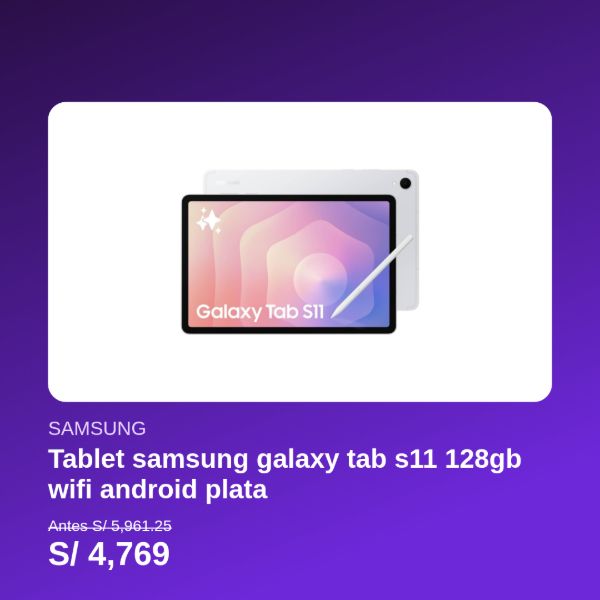 Galaxy Tab S11
SAMSUNG
Tablet samsung galaxy tab s11 128gb
wifi android plata
Antes S/ 5,961.25
S/ 4,769